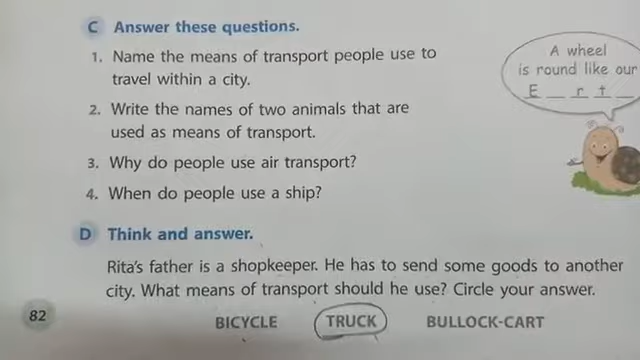 C Answer these questions.
1. Name the means of transport people use to
travel within a city.
2. Write the names of two animals that are
used as means of transport.
3. Why do people use air transport?
4. When do people use a ship?
A wheel
is round like our
E _ r t _
D Think and answer.
Rita's father is a shopkeeper. He has to send some goods to another
city. What means of transport should he use? Circle your answer.
82
BICYCLE TRUCK BULLOCK-CART